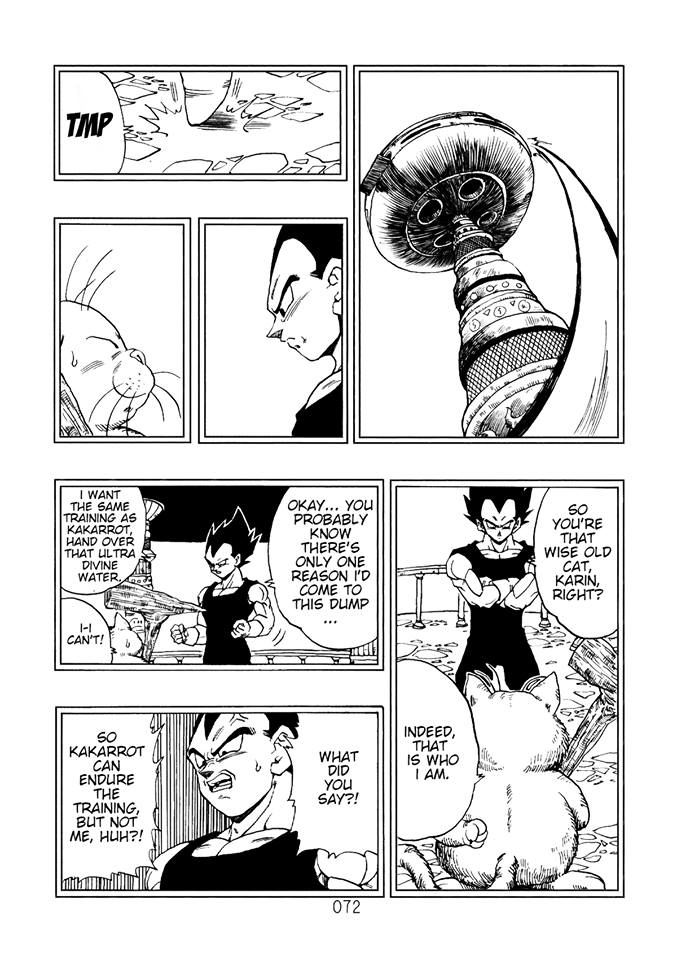 TMP
SO
YOU'RE
THAT
WISE OLD
CAT,
KARIN,
RIGHT?
INDEED,
THAT
IS WHO
I AM.
OKAY... YOU
PROBABLY
KNOW
THERE'S
ONLY ONE
REASON I'D
COME TO
THIS DUMP
...
I WANT
THE SAME
TRAINING AS
KAKARROT,
HAND OVER
THAT ULTRA
DIVINE
WATER.
I-I
CAN'T!
WHAT
DID
YOU
SAY?!
SO
KAKARROT
CAN
ENDURE
THE
TRAINING,
BUT NOT
ME, HUH?!
072